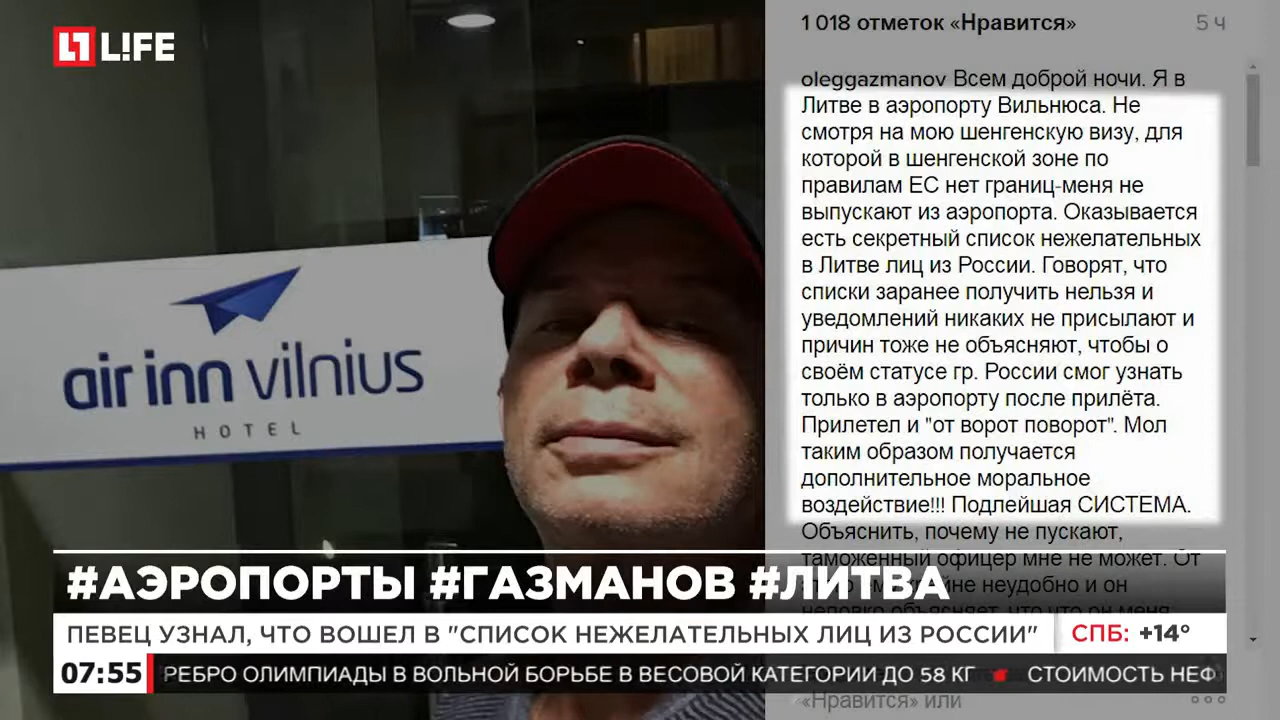 L!FE
1 018 отметок «Нравится» 5 ч
oleggazmanov Всем доброй ночи. Я в
Литве в аэропорту Вильнюса. Не
смотря на мою шенгенскую визу, для
которой в шенгенской зоне по
правилам ЕС нет границ-меня не
выпускают из аэропорта. Оказывается
есть секретный список нежелательных
в Литве лиц из России. Говорят, что
списки заранее получить нельзя и
уведомлений никаких не присылают и
причин тоже не объясняют, чтобы о
своём статусе гр. России смог узнать
только в аэропорту после прилёта.
Прилетел и "от ворот поворот". Мол
таким образом получается
дополнительное моральное
воздействие!!! Подлейшая СИСТЕМА.
Объяснить, почему не пускают,
таможенный офицер мне не может. От
неудобно и он
«Нравится» или
air inn vilnius
HOTEL
#АЭРОПОРТЫ #ГАЗМАНОВ #ЛИТВА
ПЕВЕЦ УЗНАЛ, ЧТО ВОШЕЛ В "СПИСОК НЕЖЕЛАТЕЛЬНЫХ ЛИЦ ИЗ РОССИИ" СПБ: +14°
07:55 РЕБРО ОЛИМПИАДЫ В ВОЛЬНОЙ БОРЬБЕ В ВЕСОВОЙ КАТЕГОРИИ ДО 58 КГ СТОИМОСТЬ НЕФ